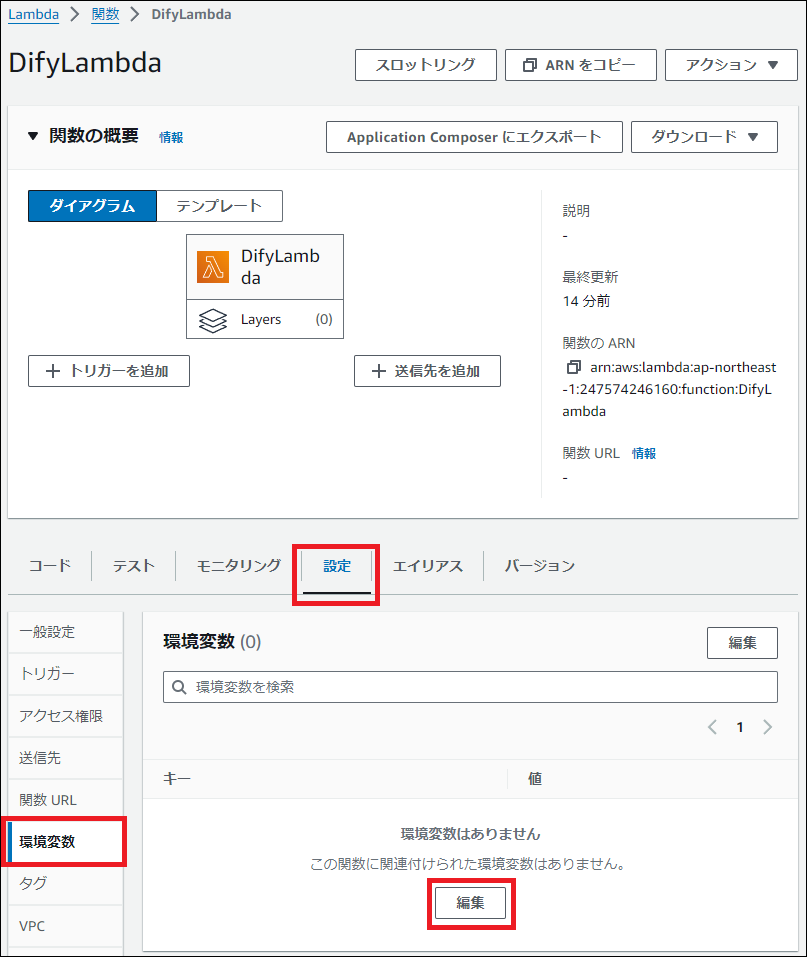 Lambda > 関数 > DifyLambda
DifyLambda
スロットリング
ARN をコピー
アクション ▼
▼ 関数の概要 情報
Application Composer にエクスポート
ダウンロード ▼
ダイアグラム
テンプレート
DifyLamb
da
Layers (0)
+ トリガーを追加
+ 送信先を追加
説明
-
最終更新
14 分前
関数の ARN
arn:aws:lambda:ap-northeast
-1:247574246160:function:DifyL
ambda
関数 URL 情報
-
コード
テスト
モニタリング
設定
エイリアス
バージョン
一般設定
トリガー
アクセス権限
送信先
関数 URL
環境変数
タグ
VPC
環境変数 (0)
編集
環境変数を検索
< 1 >
キー
値
環境変数はありません
この関数に関連付けられた環境変数はありません。
編集